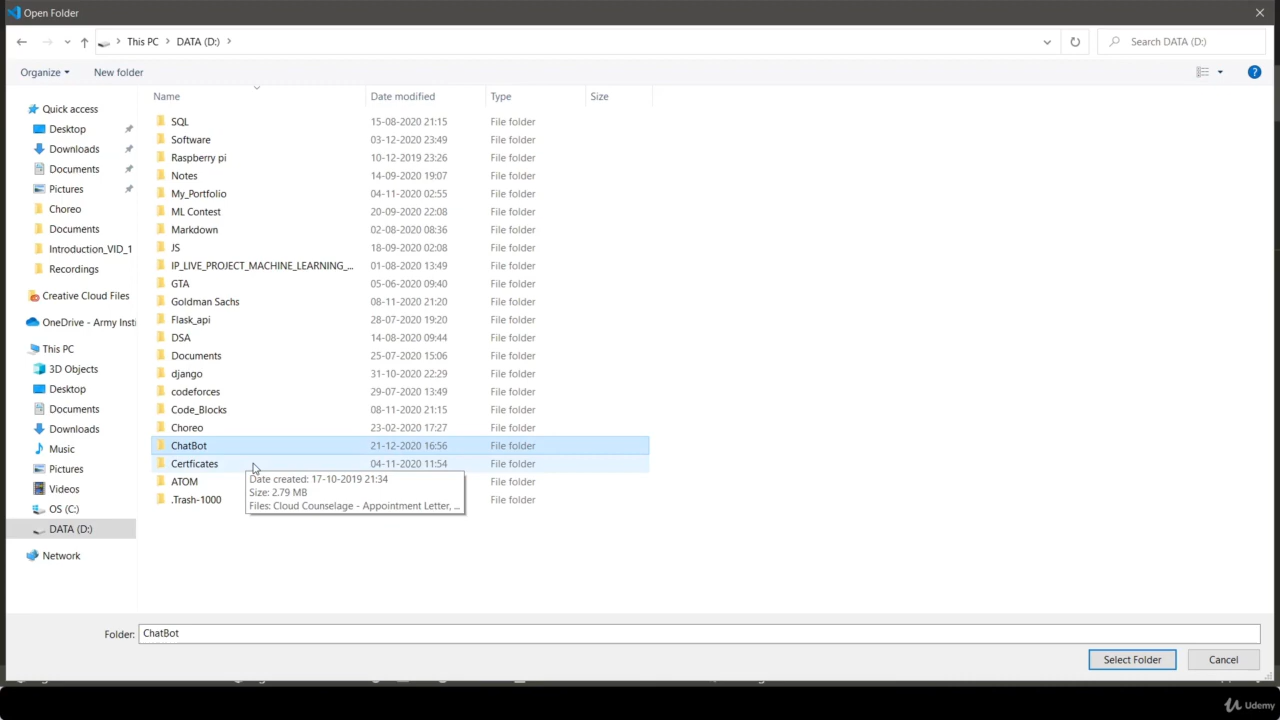 Open Folder
This PC DATA (D:) Search DATA (D:)
Organize New folder
Name Date modified Type Size
Quick access
Desktop
Downloads
Documents
Pictures
Choreo
Documents
Introduction_VID_1
Recordings
Creative Cloud Files
OneDrive - Army Insti
This PC
3D Objects
Desktop
Documents
Downloads
Music
Pictures
Videos
OS (C:)
DATA (D:)
Network
SQL 15-08-2020 21:15 File folder
Software 03-12-2020 23:49 File folder
Raspberry pi 10-12-2019 23:26 File folder
Notes 14-09-2020 19:07 File folder
My_Portfolio 04-11-2020 02:55 File folder
ML Contest 20-09-2020 22:08 File folder
Markdown 02-08-2020 08:36 File folder
JS 18-09-2020 02:08 File folder
IP_LIVE_PROJECT_MACHINE_LEARNING_... 01-08-2020 13:49 File folder
GTA 05-06-2020 09:40 File folder
Goldman Sachs 08-11-2020 21:20 File folder
Flask_api 28-07-2020 19:20 File folder
DSA 14-08-2020 09:44 File folder
Documents 25-07-2020 15:06 File folder
django 31-10-2020 22:29 File folder
codeforces 29-07-2020 13:49 File folder
Code_Blocks 08-11-2020 21:15 File folder
Choreo 23-02-2020 17:27 File folder
ChatBot 21-12-2020 16:56 File folder
Certficates 04-11-2020 11:54 File folder
ATOM File folder
.Trash-1000 File folder
Date created: 17-10-2019 21:34
Size: 2.79 MB
Files: Cloud Counselage - Appointment Letter, ...
Folder: ChatBot
Select Folder Cancel
Udemy